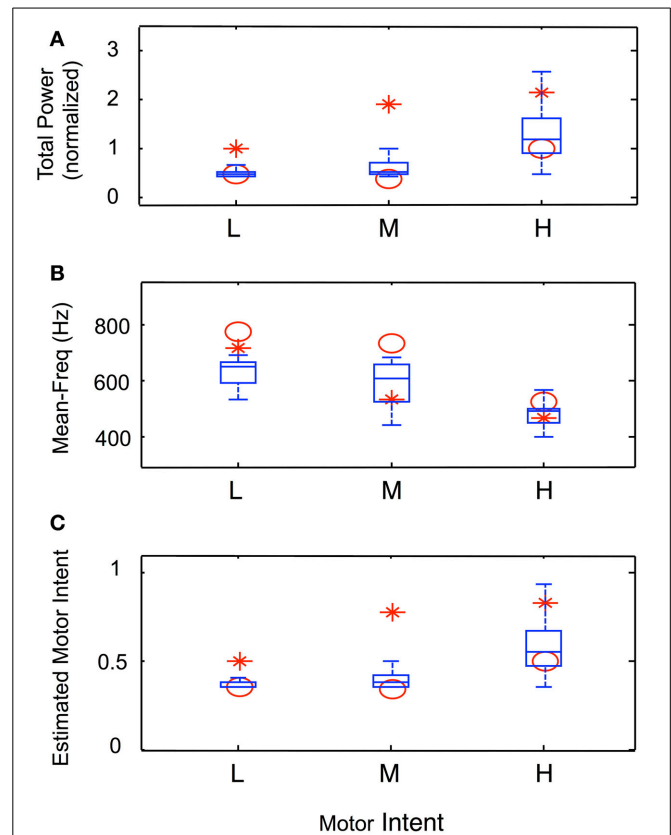 A
Total Power
(normalized)
3
2
1
0
L M H
B
Mean-Freq (Hz)
800
600
400
L M H
C
Estimated Motor Intent
1
0.5
0
L M H
Motor Intent